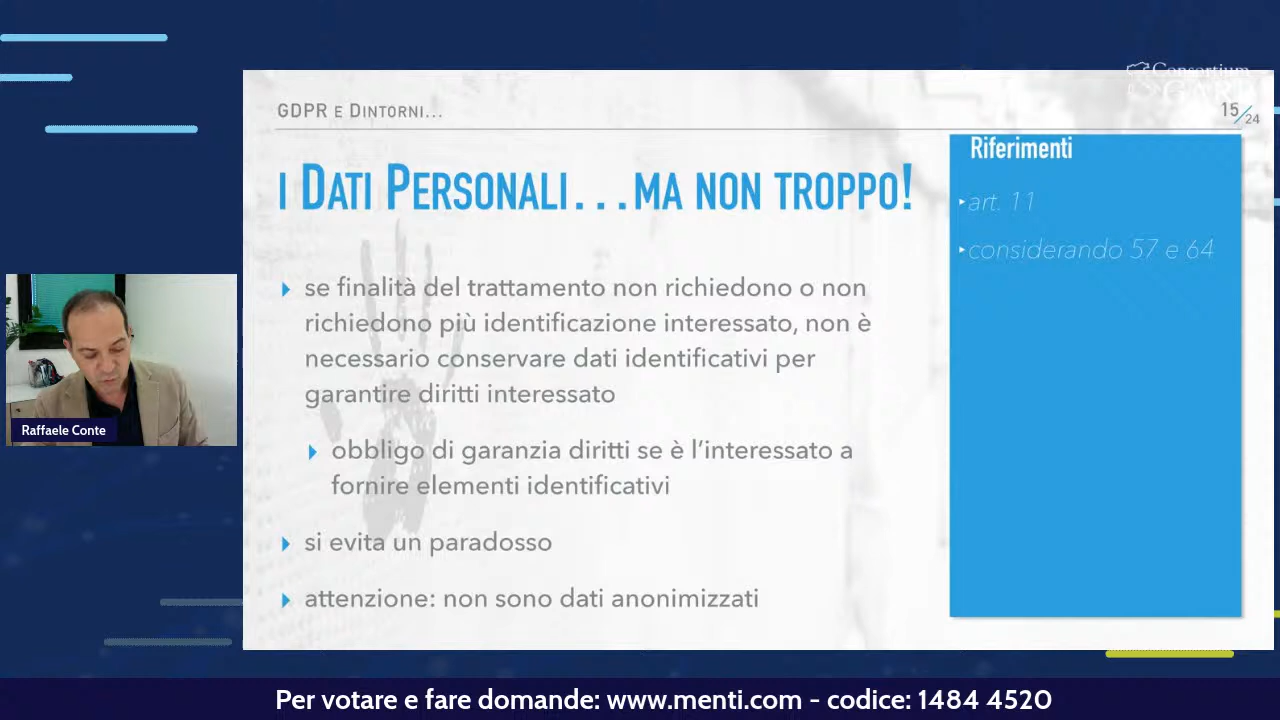 Consortium
GARR
GDPR e Dintorni...
15/24
i Dati Personali...ma non troppo!
Riferimenti
art. 11
considerando 57 e 64
se finalità del trattamento non richiedono o non
richiedono più identificazione interessato, non è
necessario conservare dati identificativi per
garantire diritti interessato
obbligo di garanzia diritti se è l’interessato a
fornire elementi identificativi
si evita un paradosso
attenzione: non sono dati anonimizzati
Raffaele Conte
Per votare e fare domande: www.menti.com - codice: 1484 4520